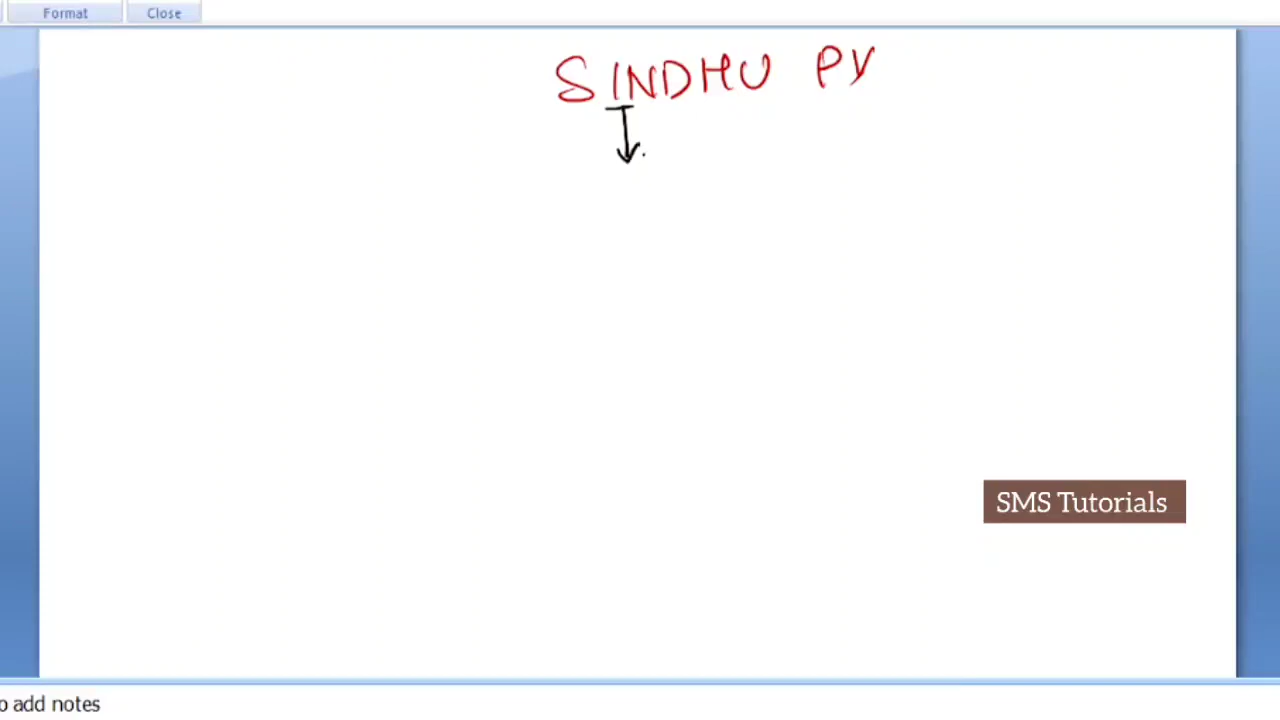 Format Close
SINDHU PV
SMS Tutorials
o add notes